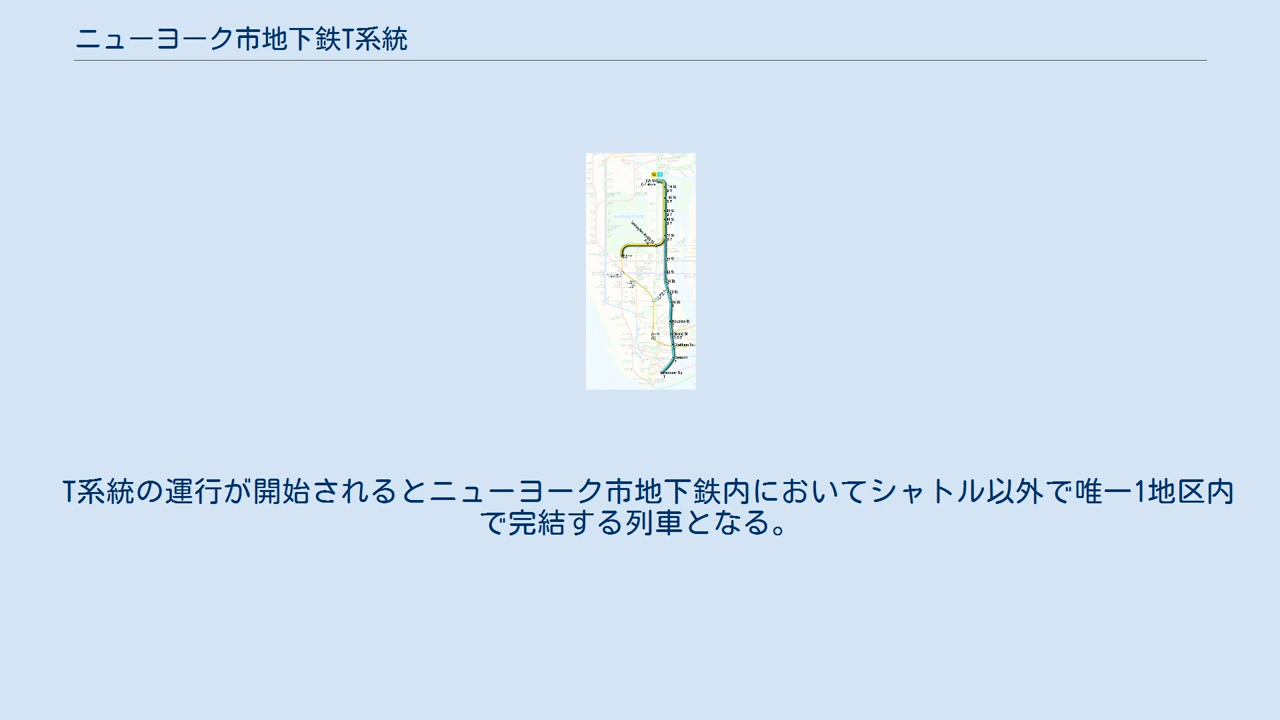 ニューヨーク市地下鉄T系統
T系統の運行が開始されるとニューヨーク市地下鉄内においてシャトル以外で唯一1地区内
で完結する列車となる。